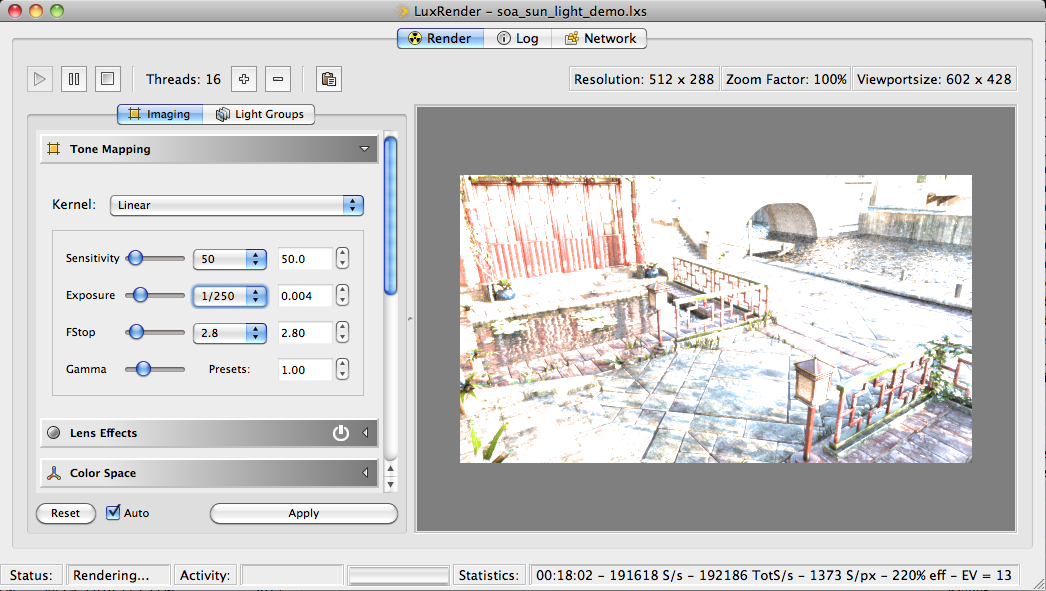 LuxRender - soa_sun_light_demo.lxs
Render Log Network
Threads: 16 Resolution: 512 x 288 Zoom Factor: 100% Viewportsize: 602 x 428
Imaging Light Groups
Tone Mapping
Kernel: Linear
Sensitivity 50 50.0
Exposure 1/250 0.004
FStop 2.8 2.80
Gamma Presets: 1.00
Lens Effects
Color Space
Reset Auto Apply
Status: Rendering... Activity: Statistics: 00:18:02 - 191618 S/s - 192186 TotS/s - 1373 S/px - 220% eff - EV = 13